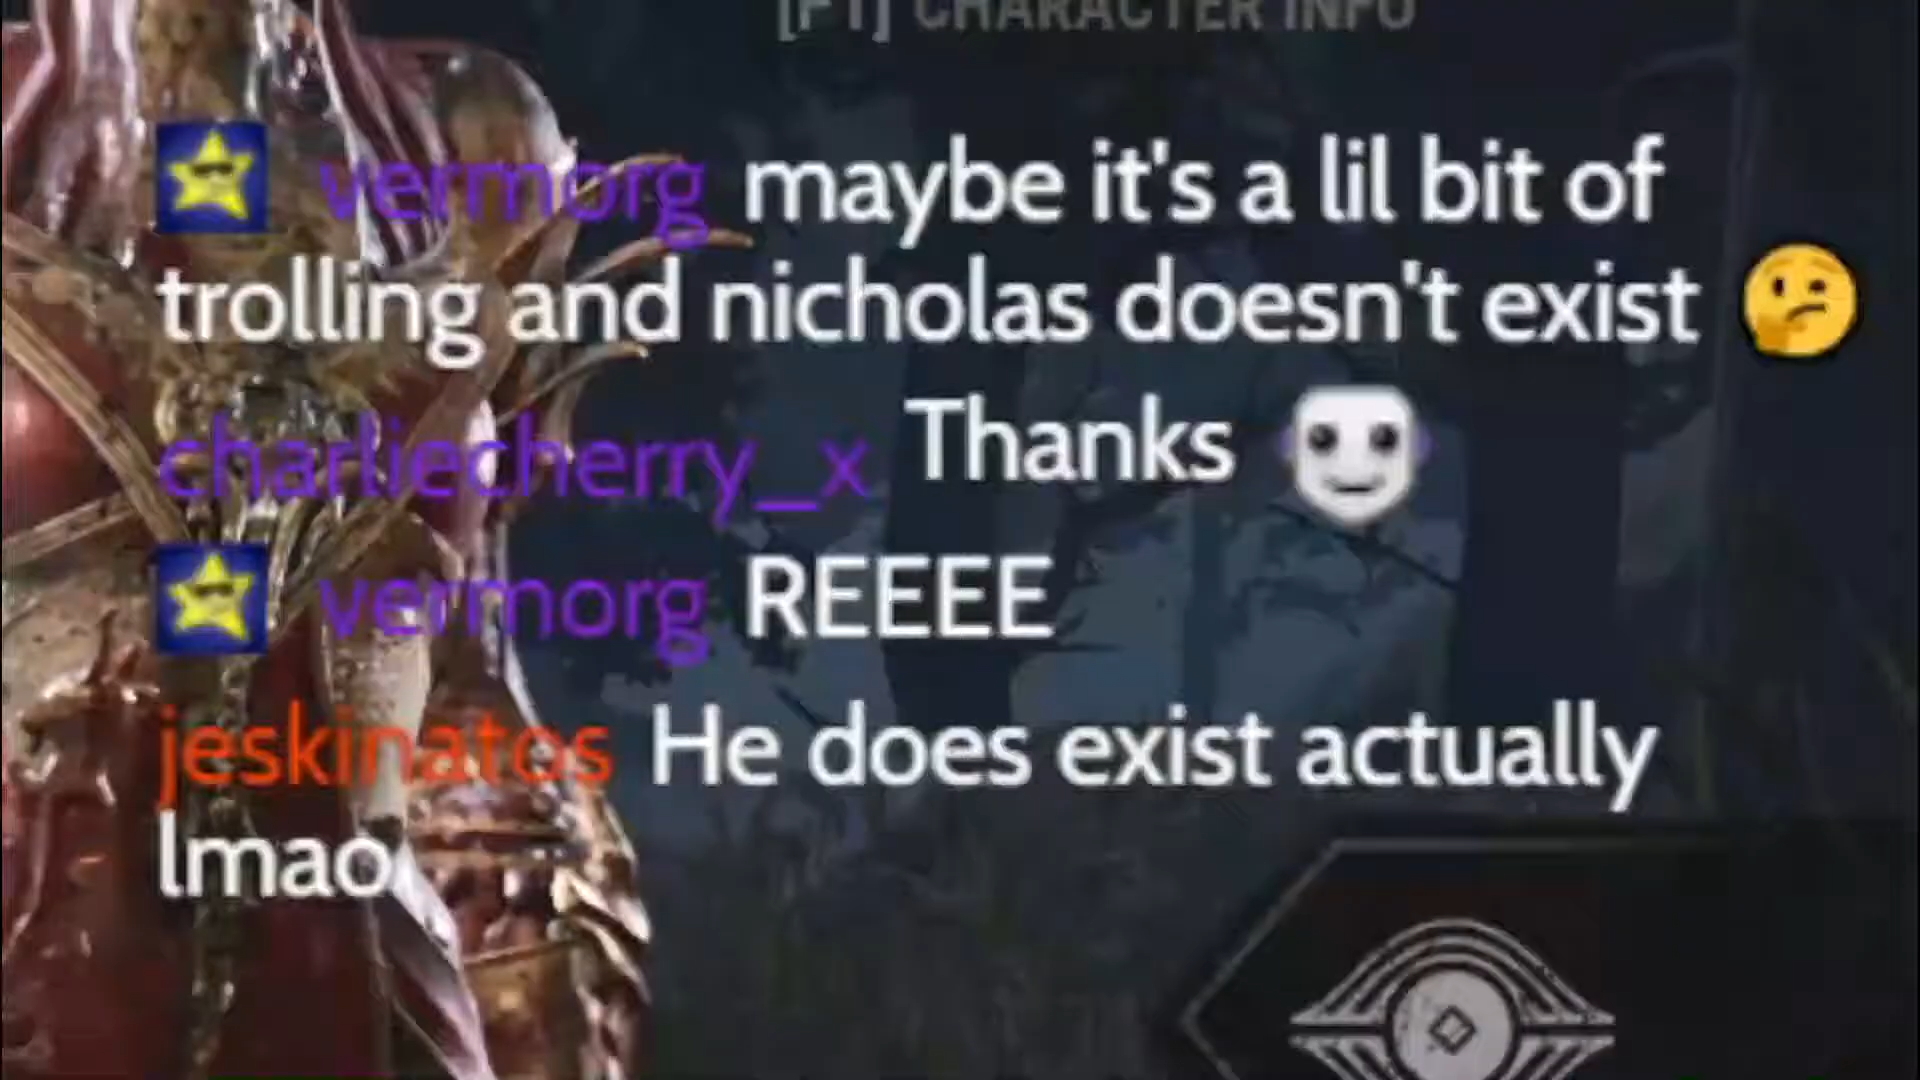 [F1] CHARACTER INFO
vermorg maybe it's a lil bit of
trolling and nicholas doesn't exist
charliecherry_x Thanks
vermorg REEEE
jeskinatos He does exist actually
lmao